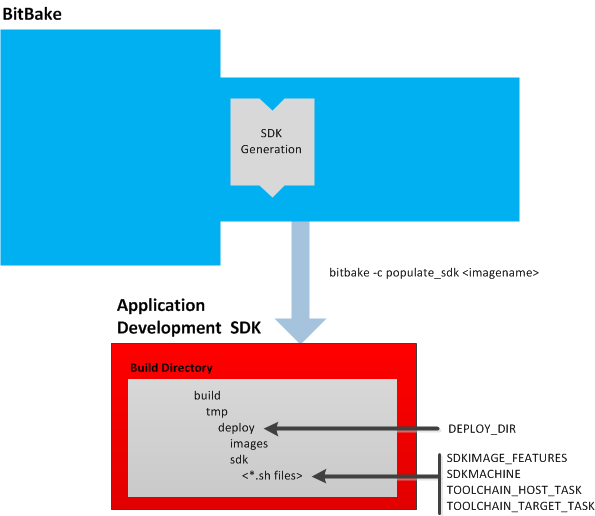 BitBake
SDK
Generation
bitbake -c populate_sdk <imagename>
Application
Development SDK
Build Directory
build
tmp
deploy
images
sdk
<*.sh files>
DEPLOY_DIR
SDKIMAGE_FEATURES
SDKMACHINE
TOOLCHAIN_HOST_TASK
TOOLCHAIN_TARGET_TASK